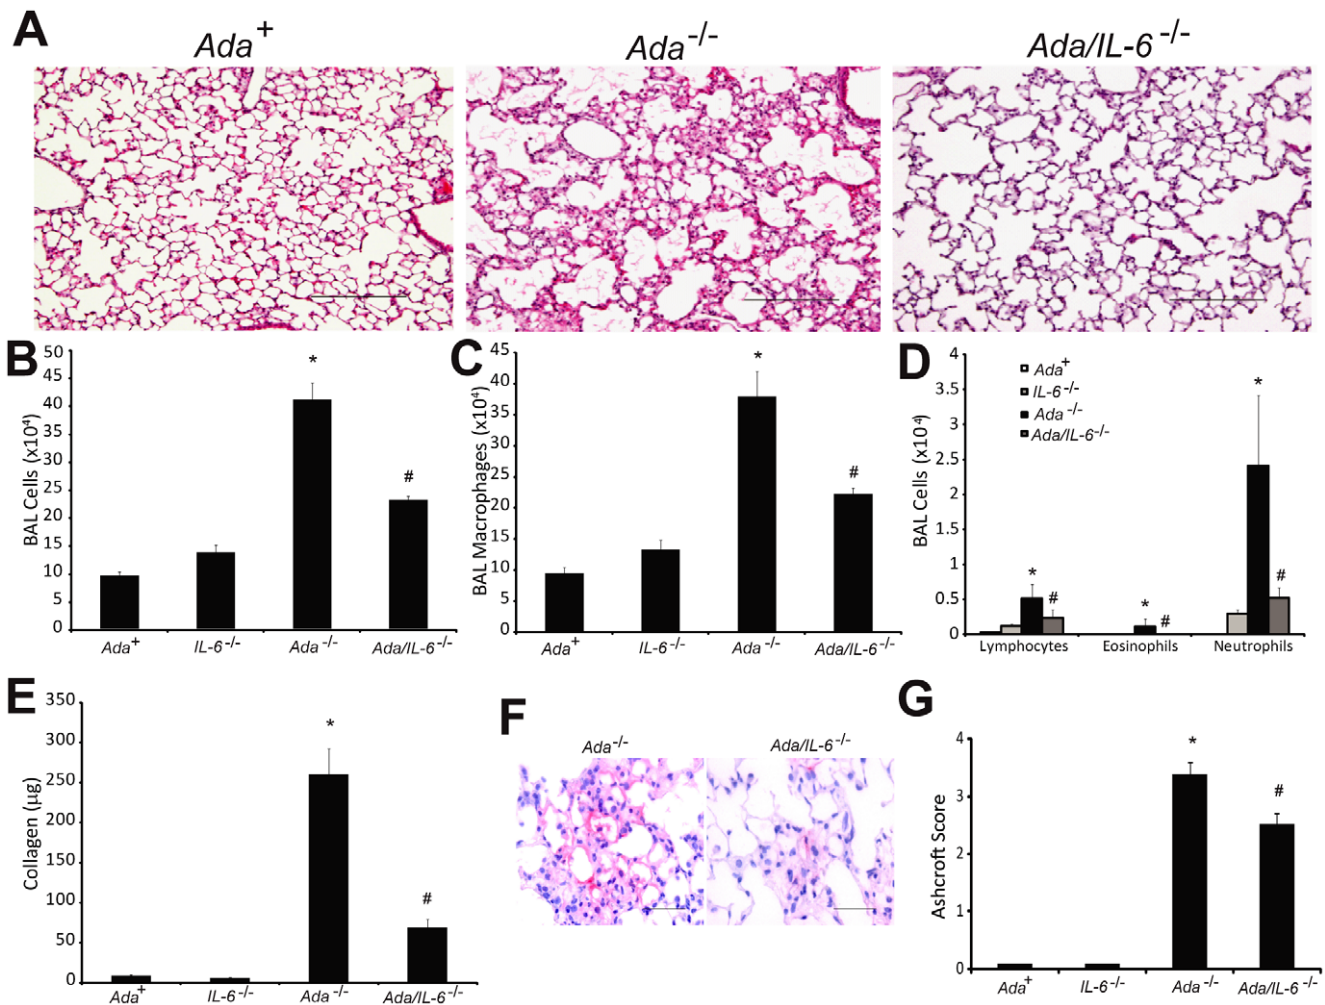 A
Ada+
Ada-/-
Ada/IL-6-/-
B
BAL Cells (x10⁴)
50
45
40
35
30
25
20
15
10
5
0
*
#
Ada+
IL-6-/-
Ada-/-
Ada/IL-6-/-
C
BAL Macrophages (x10⁴)
45
40
35
30
25
20
15
10
5
0
*
#
Ada+
IL-6-/-
Ada-/-
Ada/IL-6-/-
D
BAL Cells (x10⁴)
4
3.5
3
2.5
2
1.5
1
0.5
0
Ada+
IL-6-/-
Ada-/-
Ada/IL-6-/-
*
#
*
#
*
#
Lymphocytes
Eosinophils
Neutrophils
E
Collagen (µg)
350
300
250
200
150
100
50
0
*
#
Ada+
IL-6-/-
Ada-/-
Ada/IL-6-/-
F
Ada-/-
Ada/IL-6-/-
G
Ashcroft Score
4
3
2
1
0
*
#
Ada+
IL-6-/-
Ada-/-
Ada/IL-6-/-